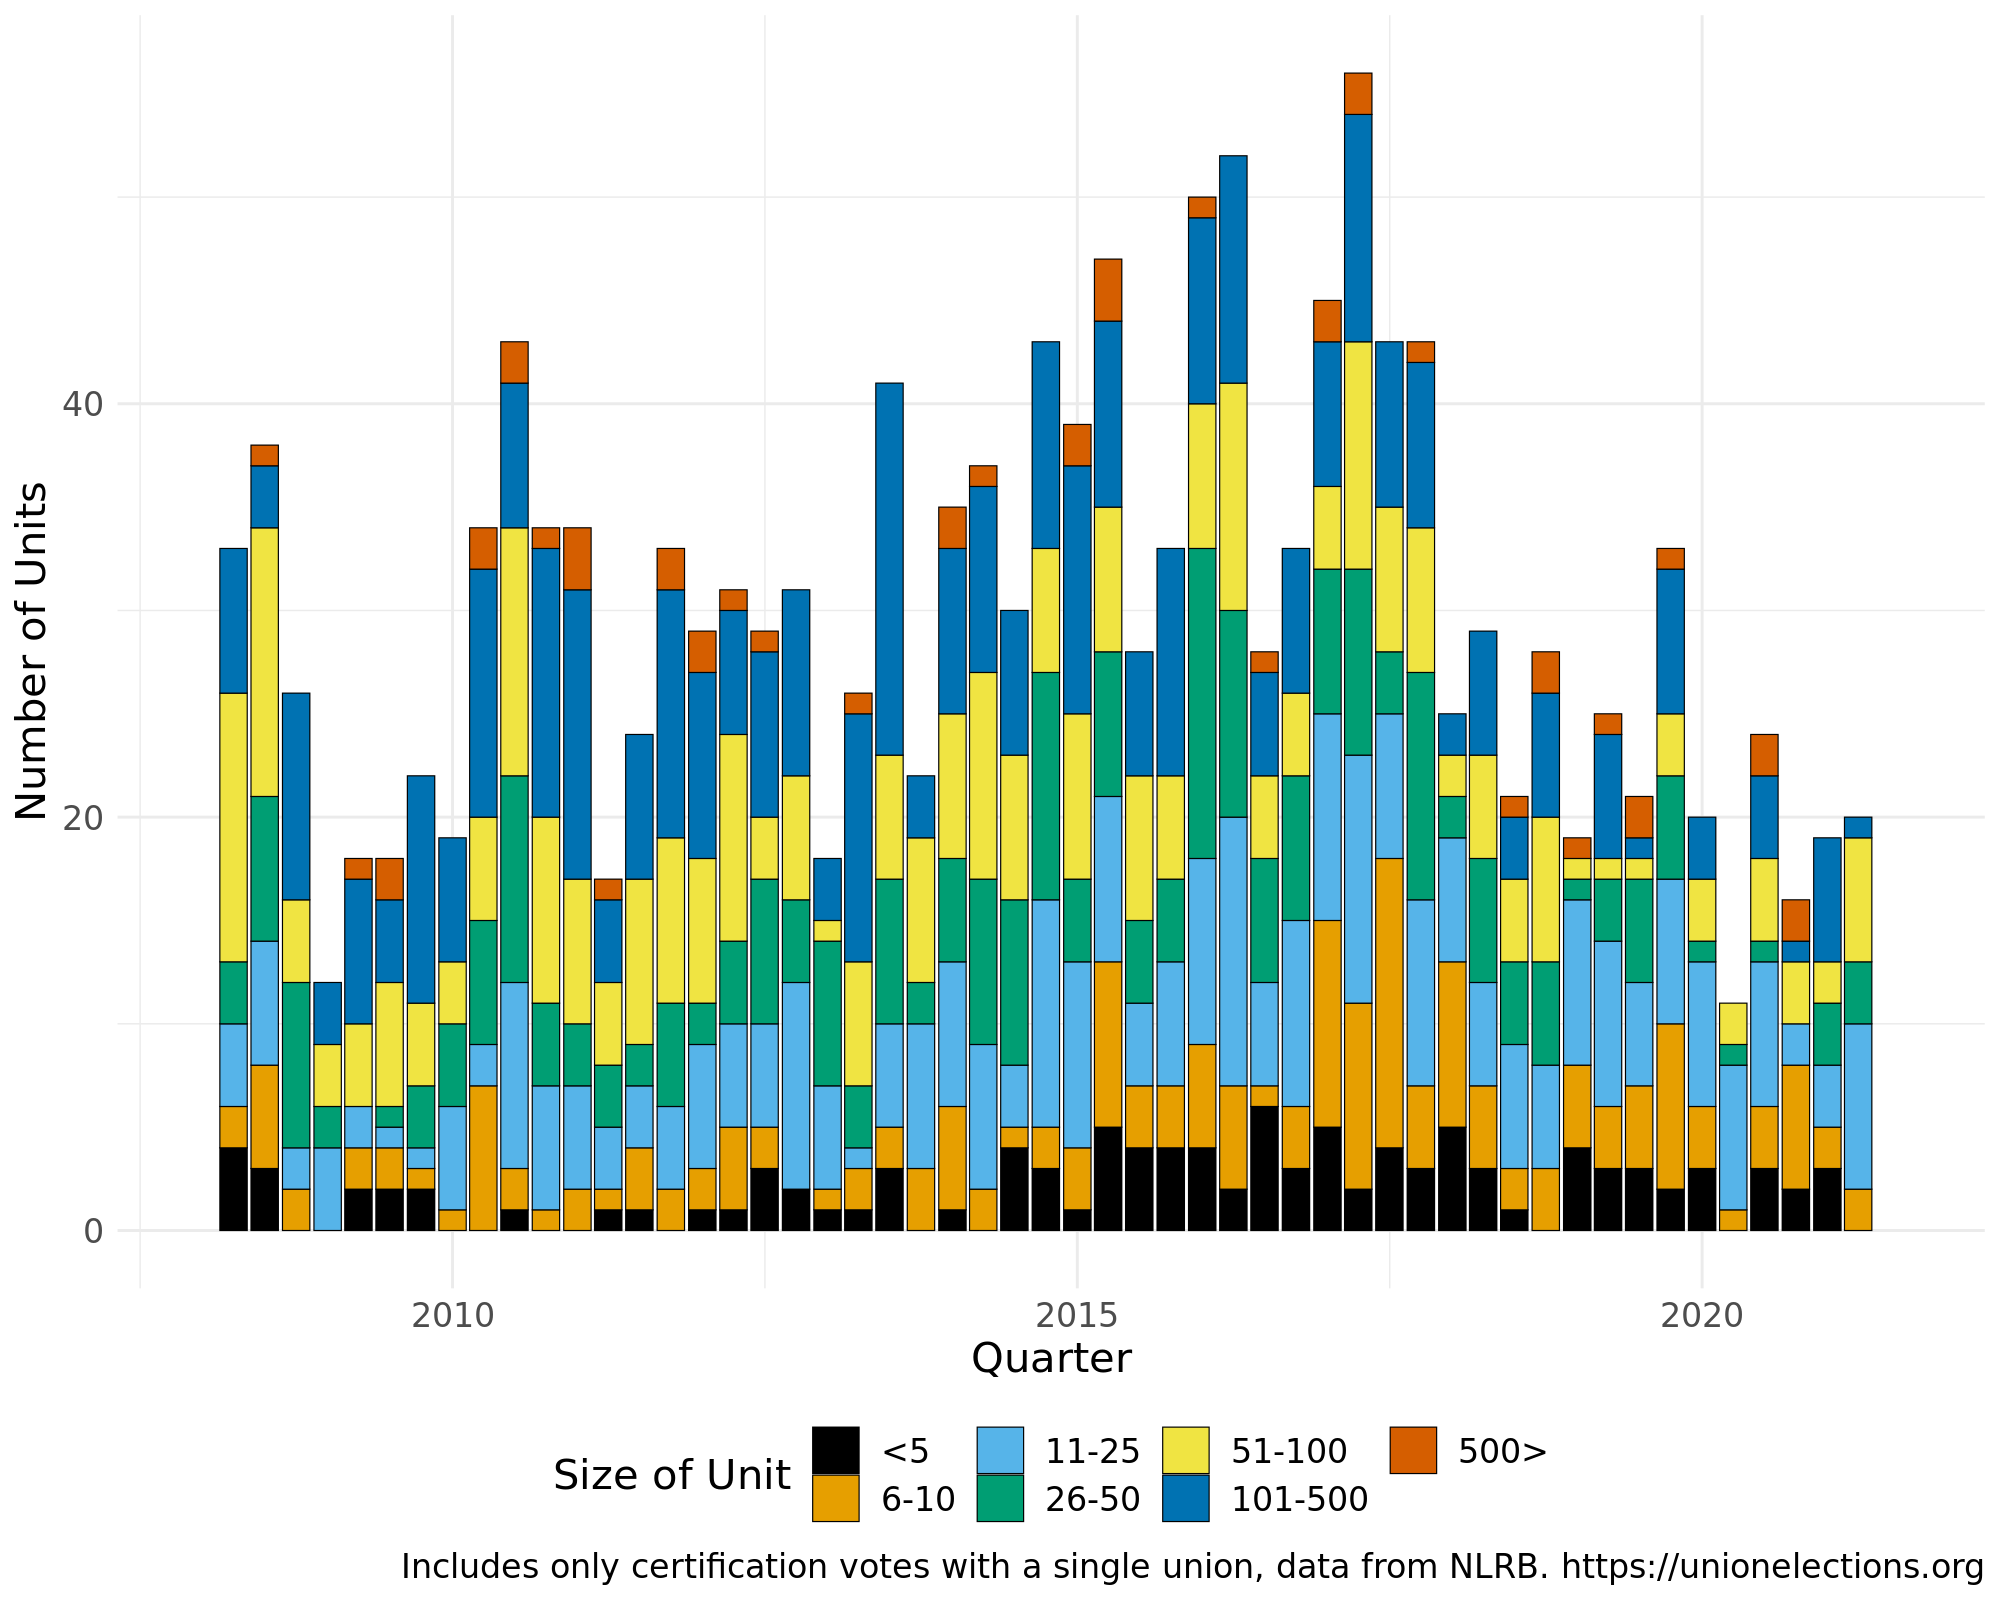 Number of Units
40
20
0
2010 2015 2020
Quarter
Size of Unit
<5 11-25 51-100 500>
6-10 26-50 101-500
Includes only certification votes with a single union, data from NLRB. https://unionelections.org